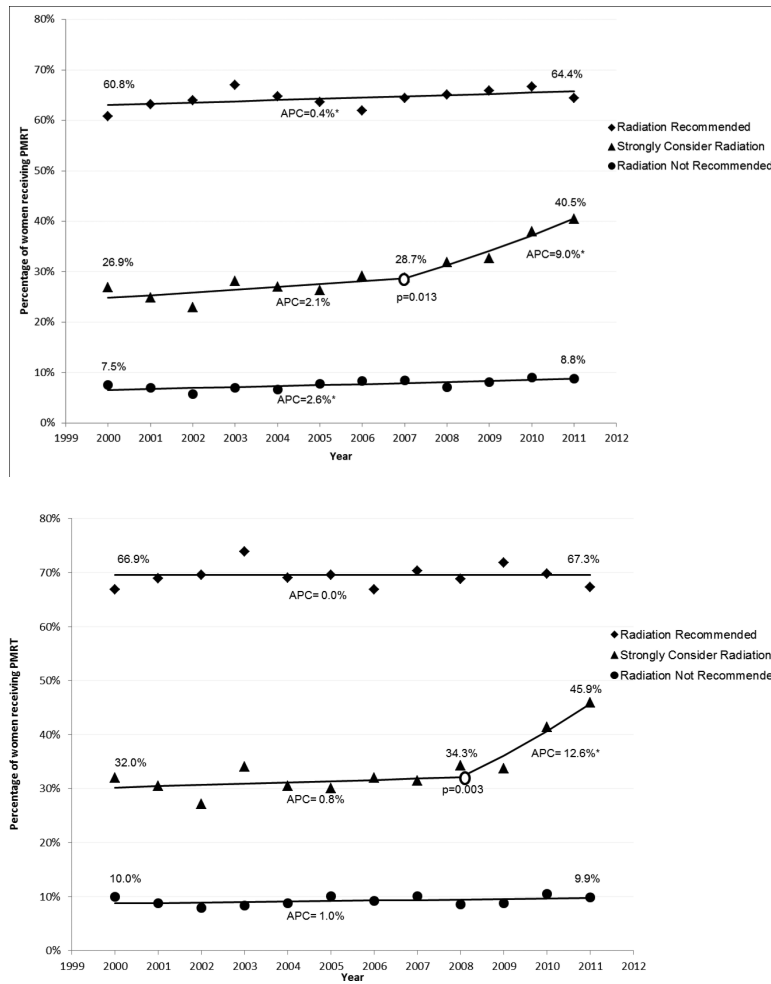 80%
70%
60%
50%
40%
30%
20%
10%
0%
Percentage of women receiving PMRT
60.8%
64.4%
APC=0.4%*
26.9%
28.7%
40.5%
APC=2.1%
p=0.013
APC=9.0%*
7.5%
8.8%
APC=2.6%*
Radiation Recommended
Strongly Consider Radiation
Radiation Not Recommended
1999 2000 2001 2002 2003 2004 2005 2006 2007 2008 2009 2010 2011 2012
Year
80%
70%
60%
50%
40%
30%
20%
10%
0%
Percentage of women receiving PMRT
66.9%
67.3%
APC= 0.0%
32.0%
34.3%
45.9%
APC= 0.8%
p=0.003
APC= 12.6%*
10.0%
9.9%
APC= 1.0%
Radiation Recommended
Strongly Consider Radiation
Radiation Not Recommende
1999 2000 2001 2002 2003 2004 2005 2006 2007 2008 2009 2010 2011 2012
Year